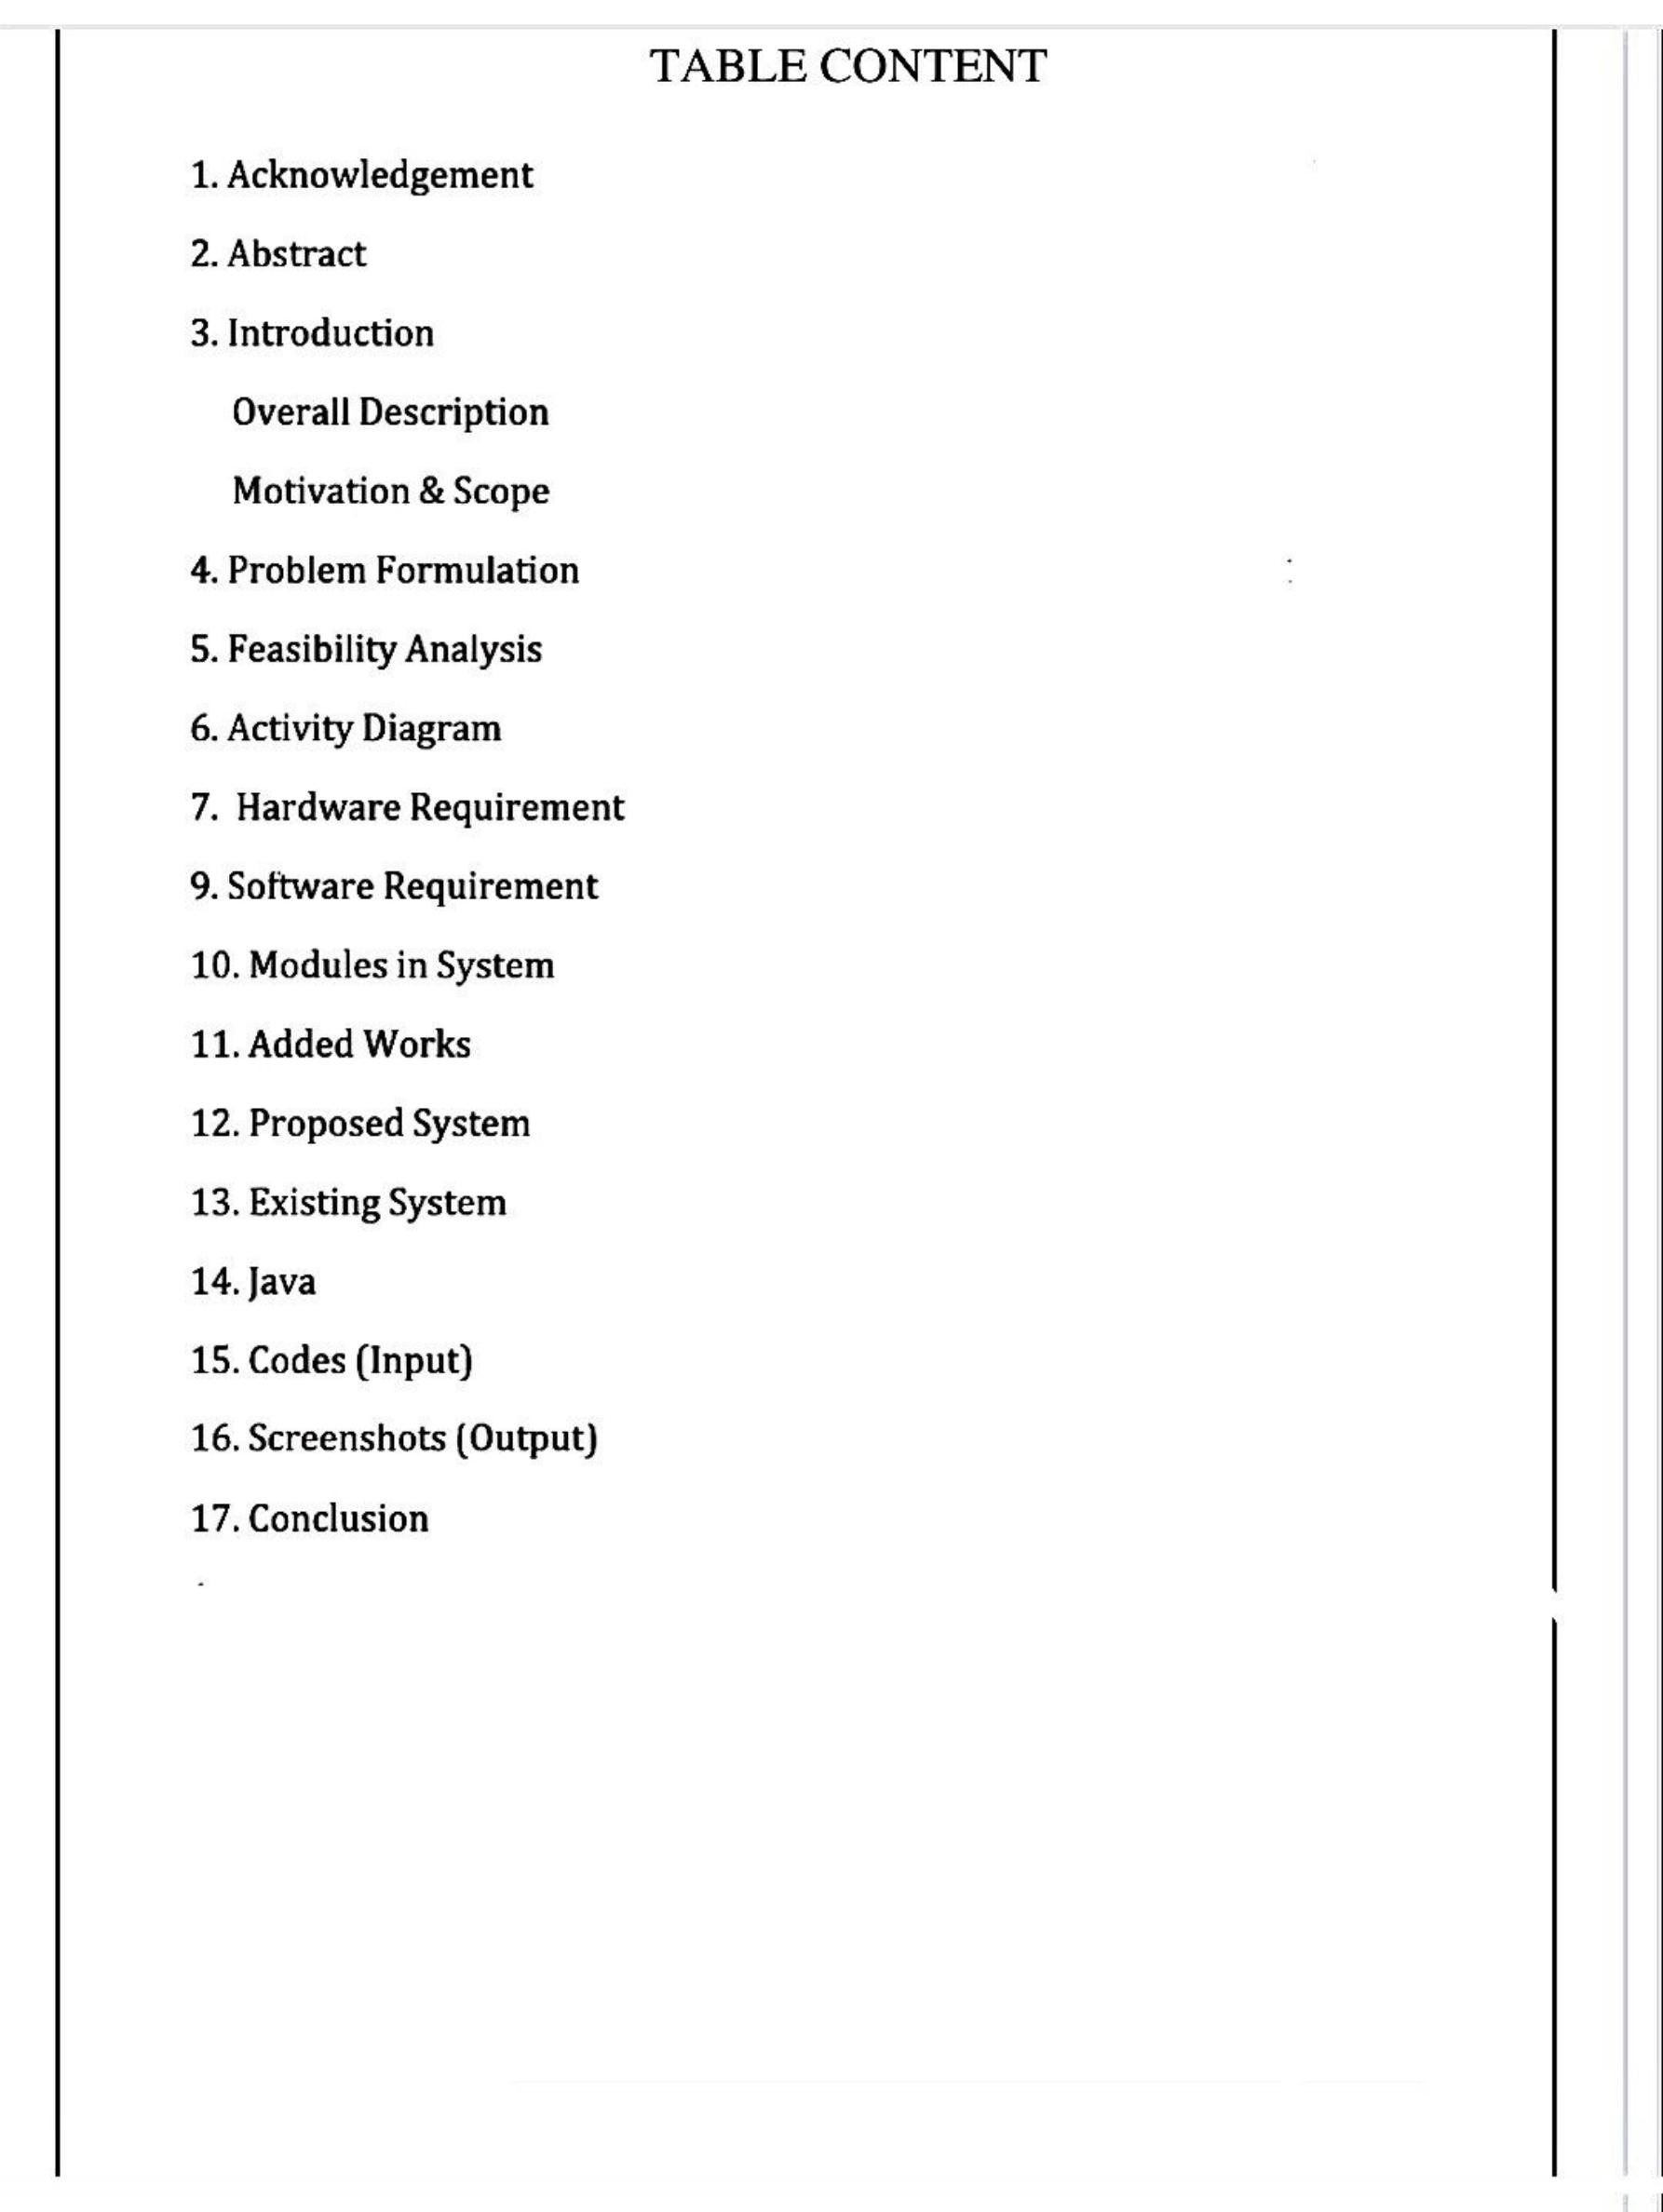 TABLE CONTENT
1. Acknowledgement
2. Abstract
3. Introduction
Overall Description
Motivation & Scope
4. Problem Formulation
5. Feasibility Analysis
6. Activity Diagram
7. Hardware Requirement
9. Software Requirement
10. Modules in System
11. Added Works
12. Proposed System
13. Existing System
14. Java
15. Codes (Input)
16. Screenshots (Output)
17. Conclusion